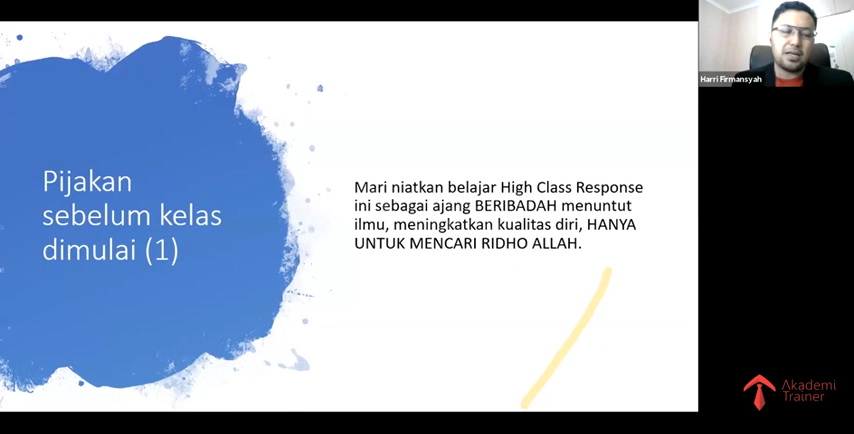 Pijakan
sebelum kelas
dimulai (1)
Mari niatkan belajar High Class Response
ini sebagai ajang BERIBADAH menuntut
ilmu, meningkatkan kualitas diri, HANYA
UNTUK MENCARI RIDHO ALLAH.
Harri Firmansyah
Akademi
Trainer